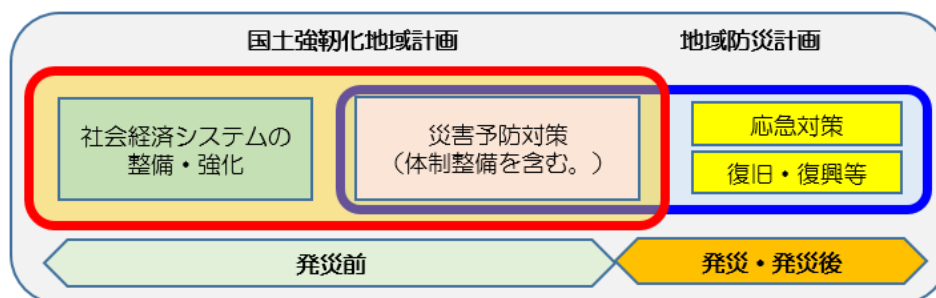 国土強靭化地域計画
地域防災計画
社会経済システムの
整備・強化
災害予防対策
（体制整備を含む。）
応急対策
復旧・復興等
発災前
発災・発災後